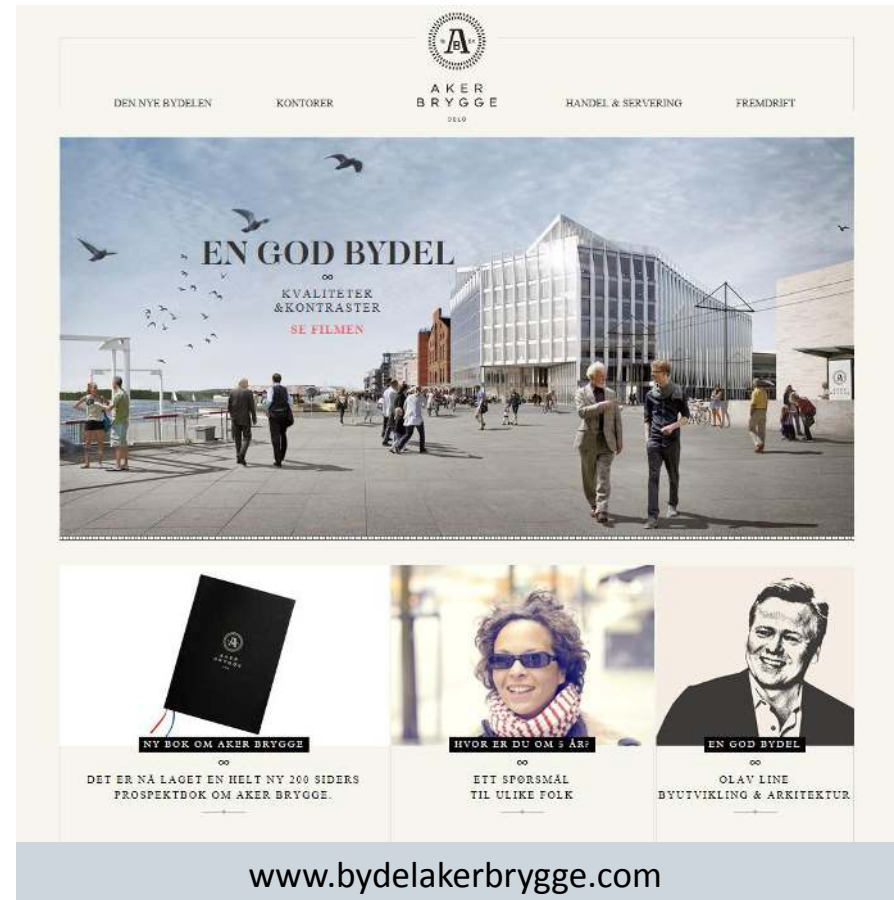 A
B
AKER
BRYGGE
OSLO
DEN NYE BYDELEN
KONTORER
HANDEL & SERVERING
FREMDRIFT
EN GOD BYDEL
KVALITETER
&KONTRASTER
SE FILMEN
AKER
BRYGGE
NY BOK OM AKER BRYGGE
DET ER NÅ LAGET EN HELT NY 200 SIDERS
PROSPEKTBOK OM AKER BRYGGE.
HVOR ER DU OM 5 ÅR?
ETT SPØRSMÅL
TIL ULIKE FOLK
EN GOD BYDEL
OLAV LINE
BYUTVIKLING & ARKITEKTUR
www.bydelakerbrygge.com